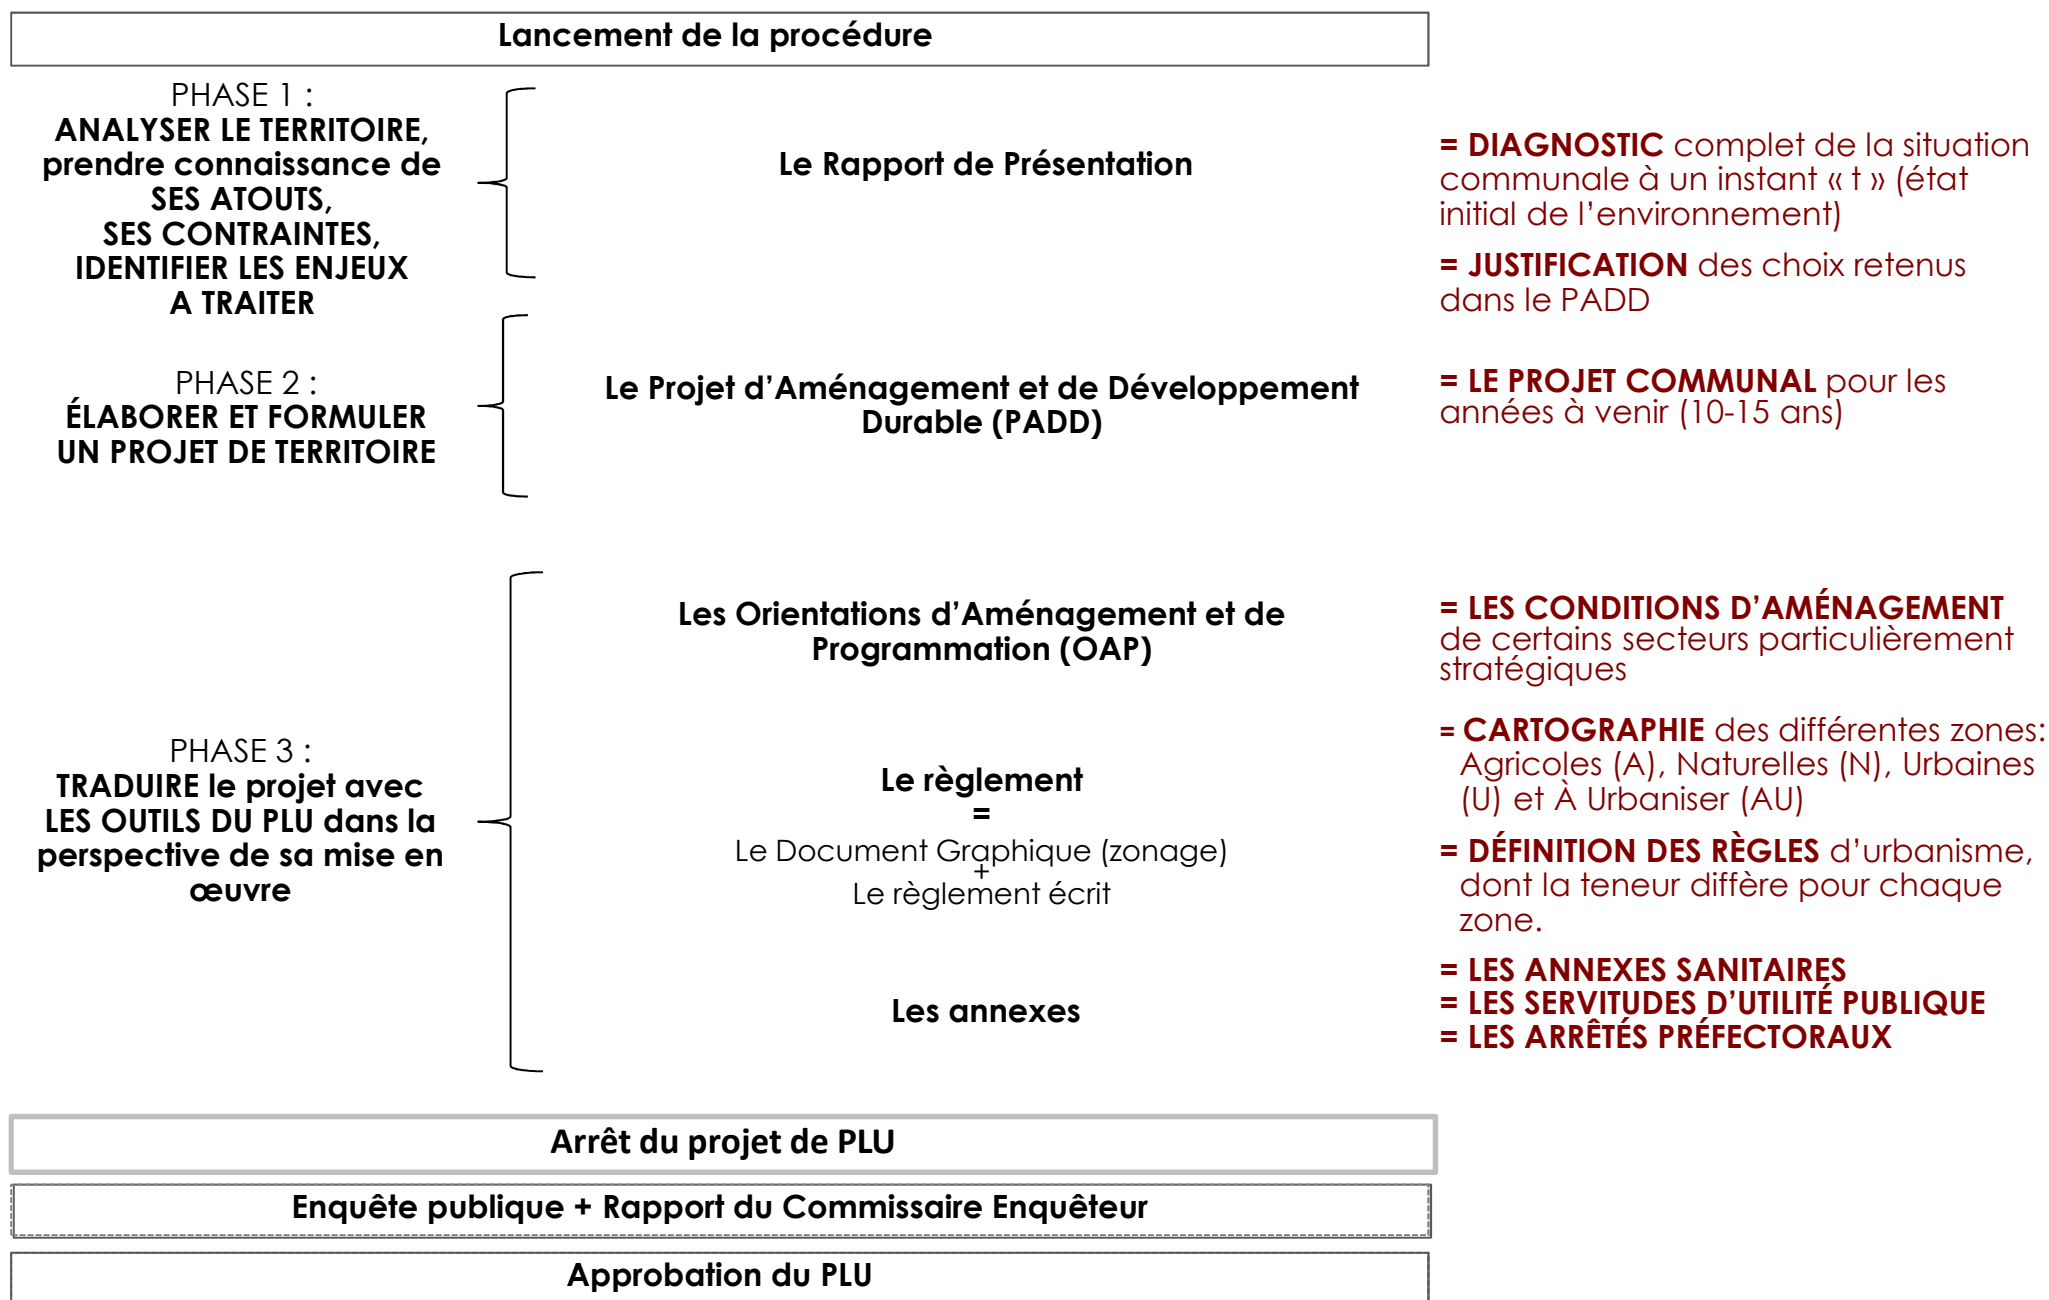 Lancement de la procédure
PHASE 1 :
ANALYSER LE TERRITOIRE,
prendre connaissance de
SES ATOUTS,
SES CONTRAINTES,
IDENTIFIER LES ENJEUX
A TRAITER
Le Rapport de Présentation
= DIAGNOSTIC complet de la situation
communale à un instant « t » (état
initial de l’environnement)
= JUSTIFICATION des choix retenus
dans le PADD
PHASE 2 :
ÉLABORER ET FORMULER
UN PROJET DE TERRITOIRE
Le Projet d’Aménagement et de Développement
Durable (PADD)
= LE PROJET COMMUNAL pour les
années à venir (10-15 ans)
PHASE 3 :
TRADUIRE le projet avec
LES OUTILS DU PLU dans la
perspective de sa mise en
œuvre
Les Orientations d’Aménagement et de
Programmation (OAP)
= LES CONDITIONS D’AMÉNAGEMENT
de certains secteurs particulièrement
stratégiques
Le règlement
=
Le Document Graphique (zonage)
+
Le règlement écrit
= CARTOGRAPHIE des différentes zones:
Agricoles (A), Naturelles (N), Urbaines
(U) et À Urbaniser (AU)
= DÉFINITION DES RÈGLES d’urbanisme,
dont la teneur diffère pour chaque
zone.
Les annexes
= LES ANNEXES SANITAIRES
= LES SERVITUDES D’UTILITÉ PUBLIQUE
= LES ARRÊTÉS PRÉFECTORAUX
Arrêt du projet de PLU
Enquête publique + Rapport du Commissaire Enquêteur
Approbation du PLU